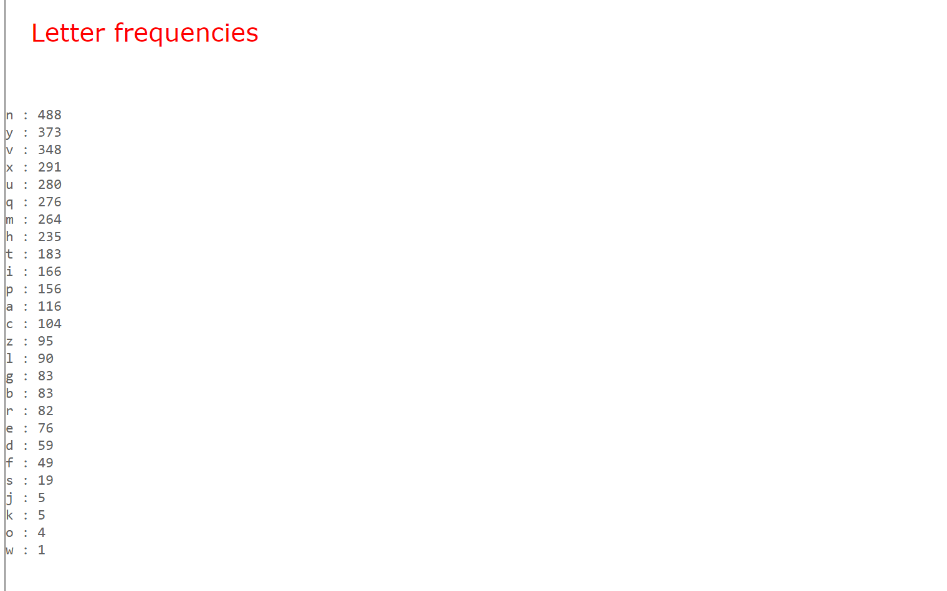 Letter frequencies
n : 488
y : 373
v : 348
x : 291
u : 280
q : 276
m : 264
h : 235
t : 183
i : 166
p : 156
a : 116
c : 104
z : 95
l : 90
g : 83
b : 83
r : 82
e : 76
d : 59
f : 49
s : 19
j : 5
k : 5
o : 4
w : 1